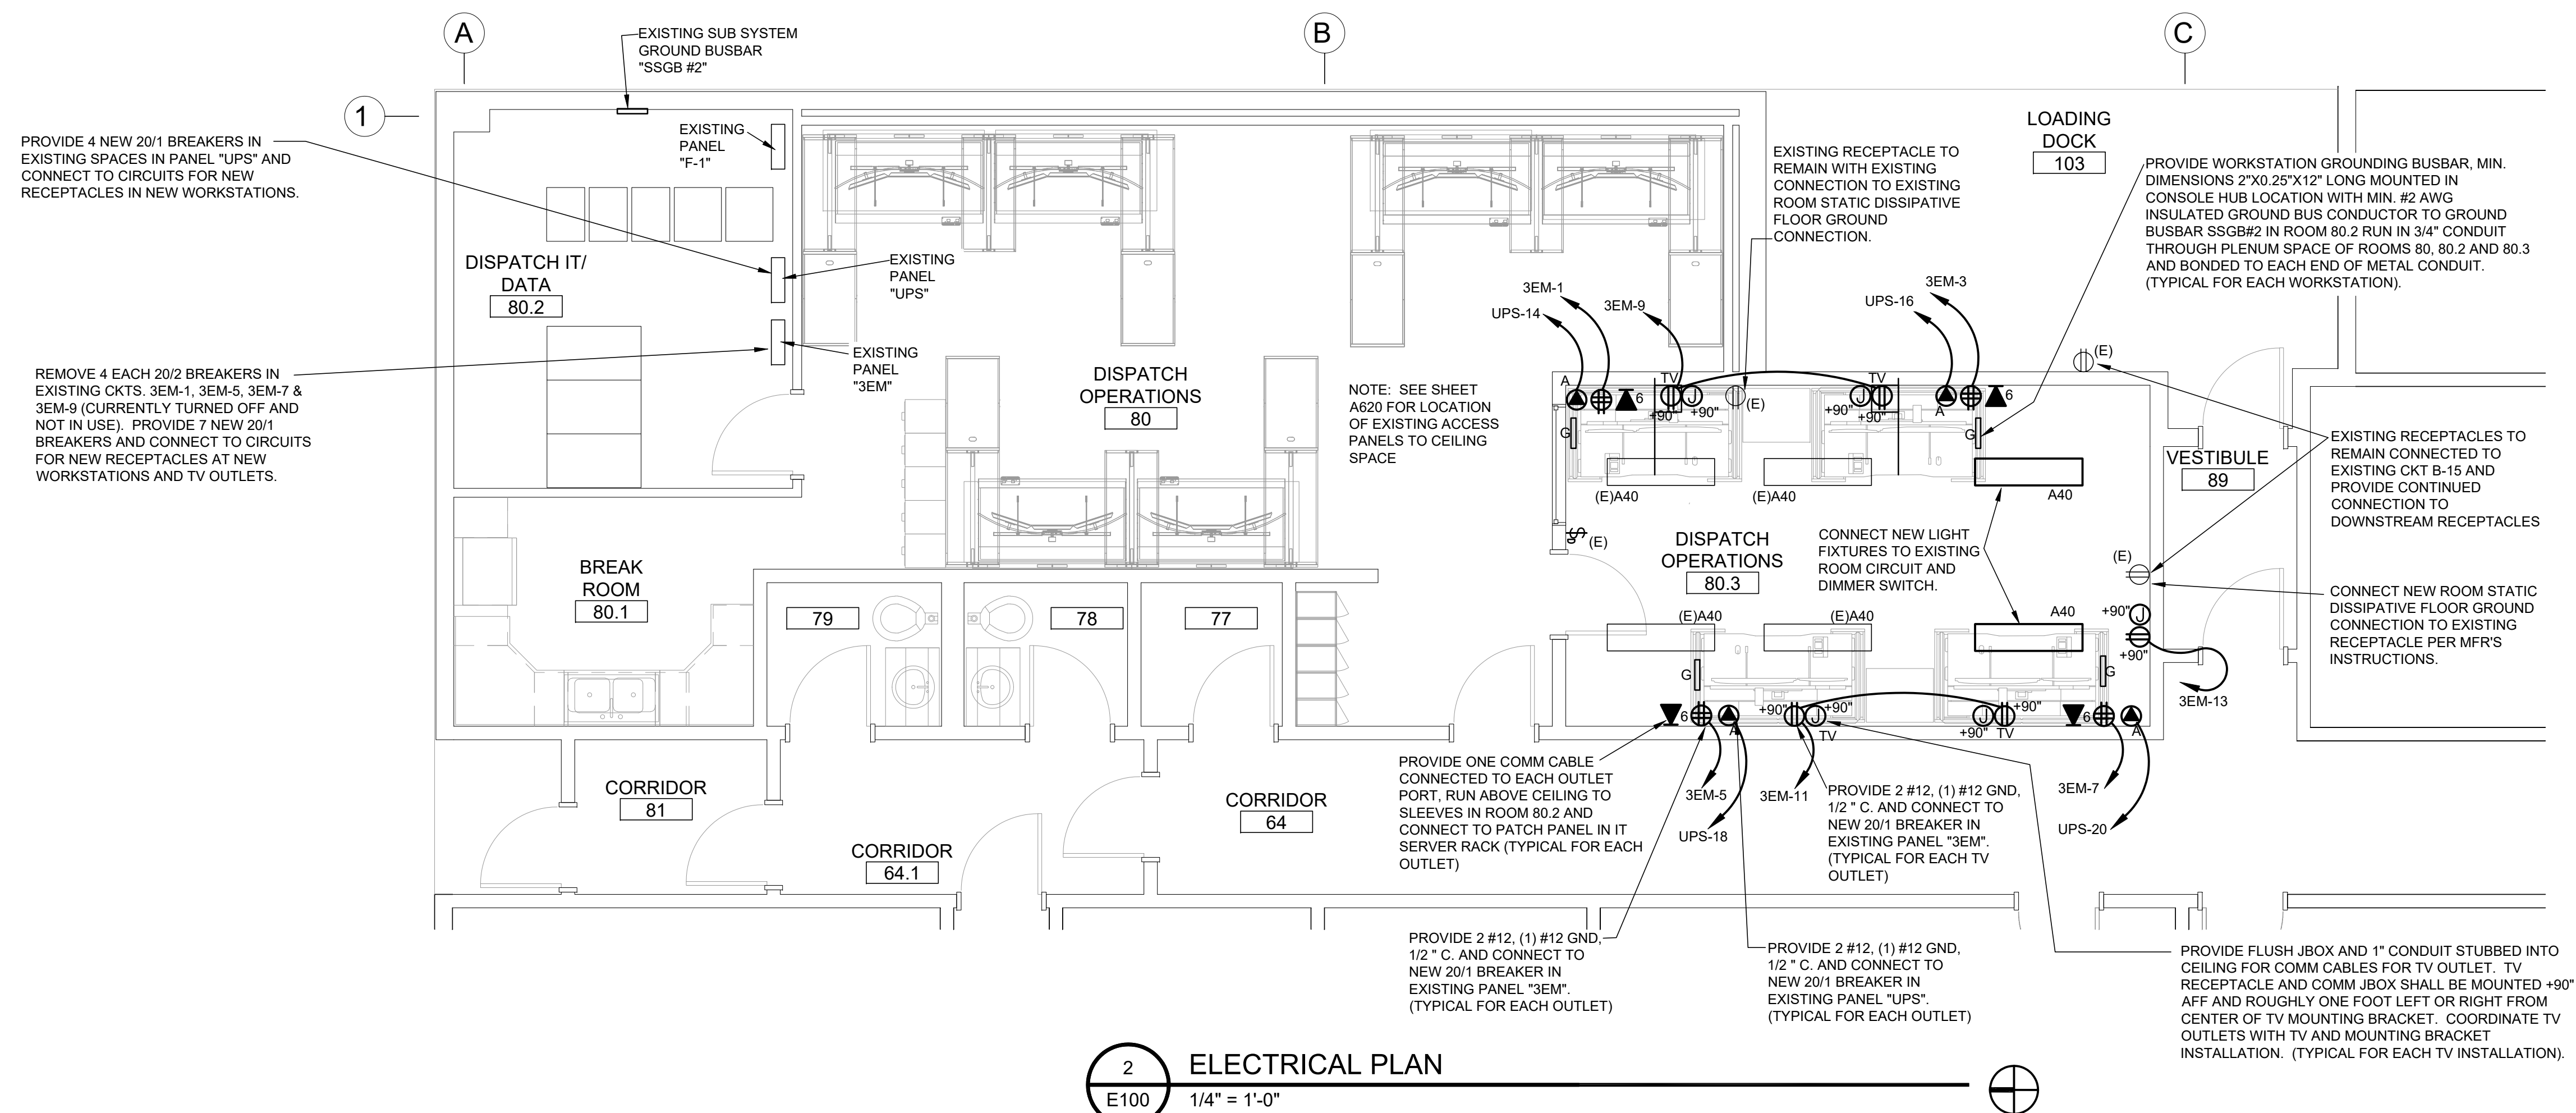 A
B
C
1
EXISTING SUB SYSTEM
GROUND BUSBAR
"SSGB #2"
PROVIDE 4 NEW 20/1 BREAKERS IN
EXISTING SPACES IN PANEL "UPS" AND
CONNECT TO CIRCUITS FOR NEW
RECEPTACLES IN NEW WORKSTATIONS.
EXISTING
PANEL
"F-1"
DISPATCH IT/
DATA
80.2
EXISTING
PANEL
"UPS"
EXISTING
PANEL
"3EM"
REMOVE 4 EACH 20/2 BREAKERS IN
EXISTING CKTS. 3EM-1, 3EM-5, 3EM-7 &
3EM-9 (CURRENTLY TURNED OFF AND
NOT IN USE). PROVIDE 7 NEW 20/1
BREAKERS AND CONNECT TO CIRCUITS
FOR NEW RECEPTACLES AT NEW
WORKSTATIONS AND TV OUTLETS.
DISPATCH
OPERATIONS
80
NOTE: SEE SHEET
A620 FOR LOCATION
OF EXISTING ACCESS
PANELS TO CEILING
SPACE
EXISTING RECEPTACLE TO
REMAIN WITH EXISTING
CONNECTION TO EXISTING
ROOM STATIC DISSIPATIVE
FLOOR GROUND
CONNECTION.
LOADING
DOCK
103
PROVIDE WORKSTATION GROUNDING BUSBAR, MIN.
DIMENSIONS 2"X0.25"X12" LONG MOUNTED IN
CONSOLE HUB LOCATION WITH MIN. #2 AWG
INSULATED GROUND BUS CONDUCTOR TO GROUND
BUSBAR SSGB#2 IN ROOM 80.2 RUN IN 3/4" CONDUIT
THROUGH PLENUM SPACE OF ROOMS 80, 80.2 AND 80.3
AND BONDED TO EACH END OF METAL CONDUIT.
(TYPICAL FOR EACH WORKSTATION).
3EM-1
UPS-14
3EM-9
UPS-16
3EM-3
(E)
A
6
TV
J
+90"
+90"
(E)
TV
J
+90"
+90"
A
6
G
G
(E)A40
(E)A40
A40
EXISTING RECEPTACLES TO
REMAIN CONNECTED TO
EXISTING CKT B-15 AND
PROVIDE CONTINUED
CONNECTION TO
DOWNSTREAM RECEPTACLES
VESTIBULE
89
(E)
DISPATCH
OPERATIONS
80.3
CONNECT NEW LIGHT
FIXTURES TO EXISTING
ROOM CIRCUIT AND
DIMMER SWITCH.
(E)
CONNECT NEW ROOM STATIC
DISSIPATIVE FLOOR GROUND
CONNECTION TO EXISTING
RECEPTACLE PER MFR'S
INSTRUCTIONS.
BREAK
ROOM
80.1
79
78
77
(E)A40
(E)A40
A40
+90"
J
+90"
3EM-13
G
G
6
A
+90"
J
+90"
TV
J
+90"
TV
+90"
6
A
3EM-5
UPS-18
3EM-11
3EM-7
UPS-20
CORRIDOR
81
CORRIDOR
64.1
CORRIDOR
64
PROVIDE ONE COMM CABLE
CONNECTED TO EACH OUTLET
PORT, RUN ABOVE CEILING TO
SLEEVES IN ROOM 80.2 AND
CONNECT TO PATCH PANEL IN IT
SERVER RACK (TYPICAL FOR EACH
OUTLET)
PROVIDE 2 #12, (1) #12 GND,
1/2 " C. AND CONNECT TO
NEW 20/1 BREAKER IN
EXISTING PANEL "3EM".
(TYPICAL FOR EACH TV
OUTLET)
PROVIDE 2 #12, (1) #12 GND,
1/2 " C. AND CONNECT TO
NEW 20/1 BREAKER IN
EXISTING PANEL "3EM".
(TYPICAL FOR EACH OUTLET)
PROVIDE 2 #12, (1) #12 GND,
1/2 " C. AND CONNECT TO
NEW 20/1 BREAKER IN
EXISTING PANEL "UPS".
(TYPICAL FOR EACH OUTLET)
PROVIDE FLUSH JBOX AND 1" CONDUIT STUBBED INTO
CEILING FOR COMM CABLES FOR TV OUTLET. TV
RECEPTACLE AND COMM JBOX SHALL BE MOUNTED +90"
AFF AND ROUGHLY ONE FOOT LEFT OR RIGHT FROM
CENTER OF TV MOUNTING BRACKET. COORDINATE TV
OUTLETS WITH TV AND MOUNTING BRACKET
INSTALLATION. (TYPICAL FOR EACH TV INSTALLATION).
2
E100
ELECTRICAL PLAN
1/4" = 1'-0"